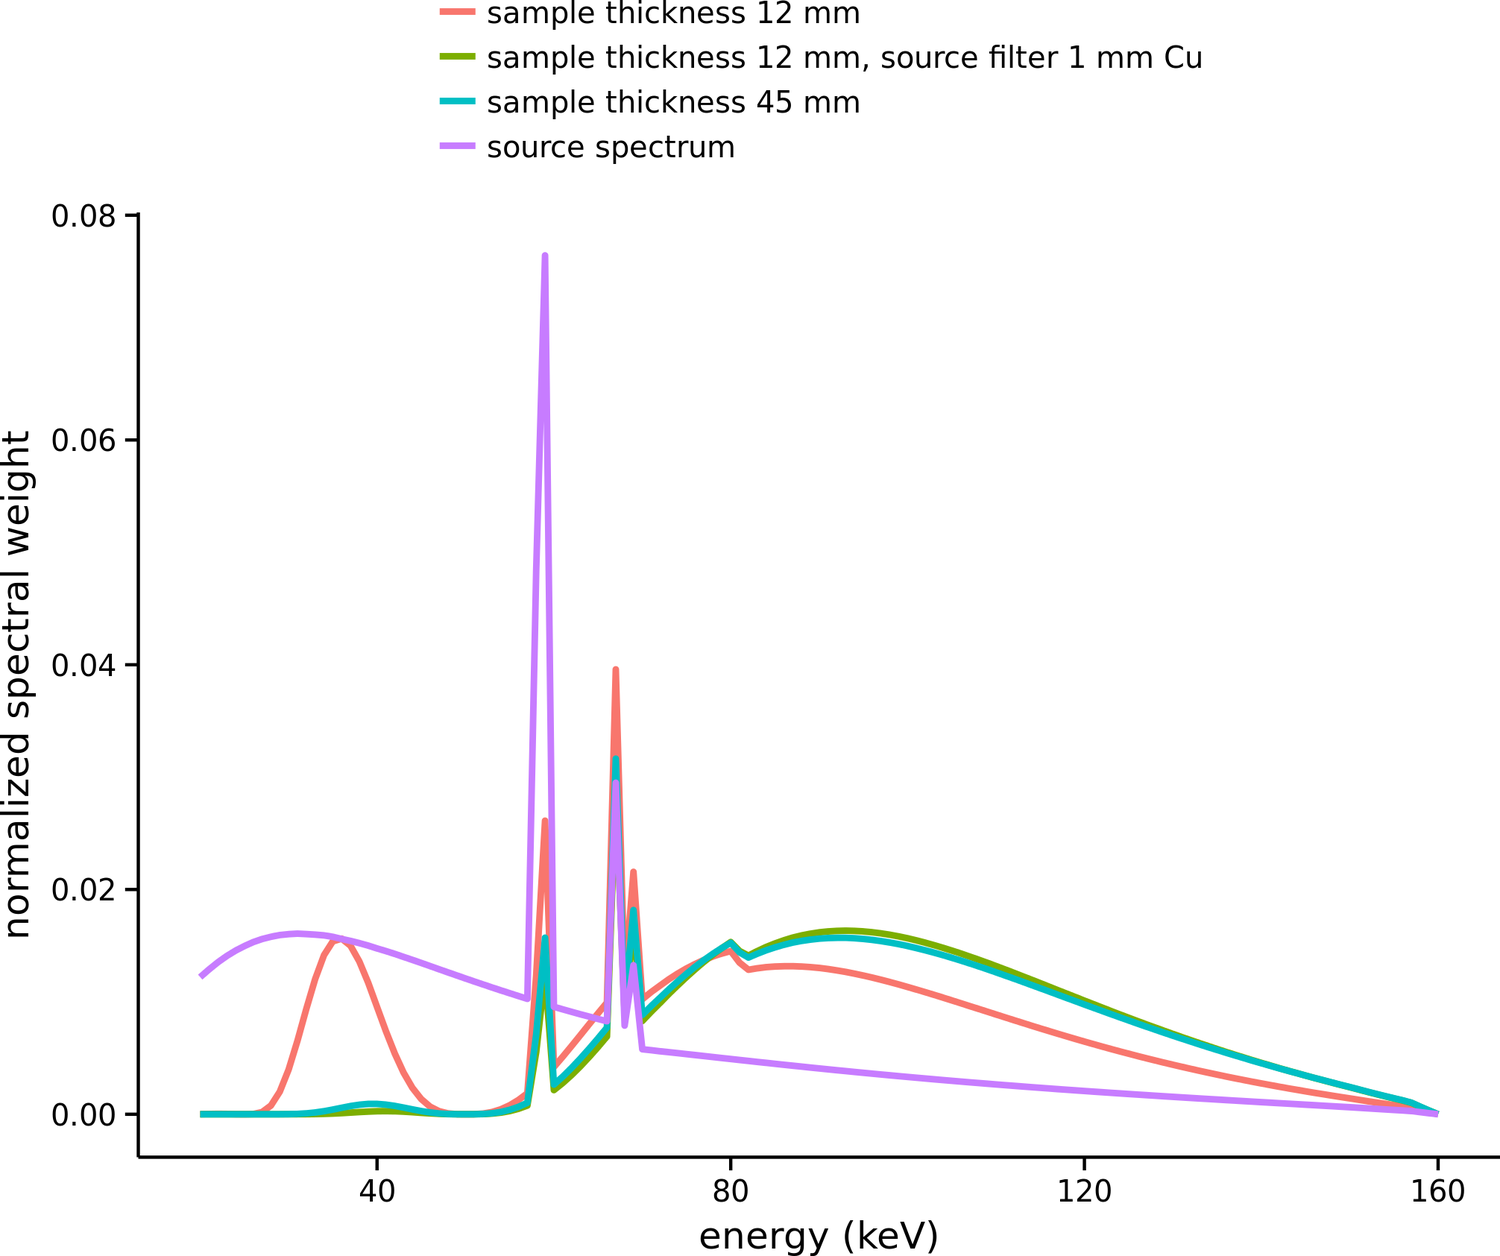 sample thickness 12 mm
sample thickness 12 mm, source filter 1 mm Cu
sample thickness 45 mm
source spectrum
normalized spectral weight
0.08
0.06
0.04
0.02
0.00
40 80 120 160
energy (keV)